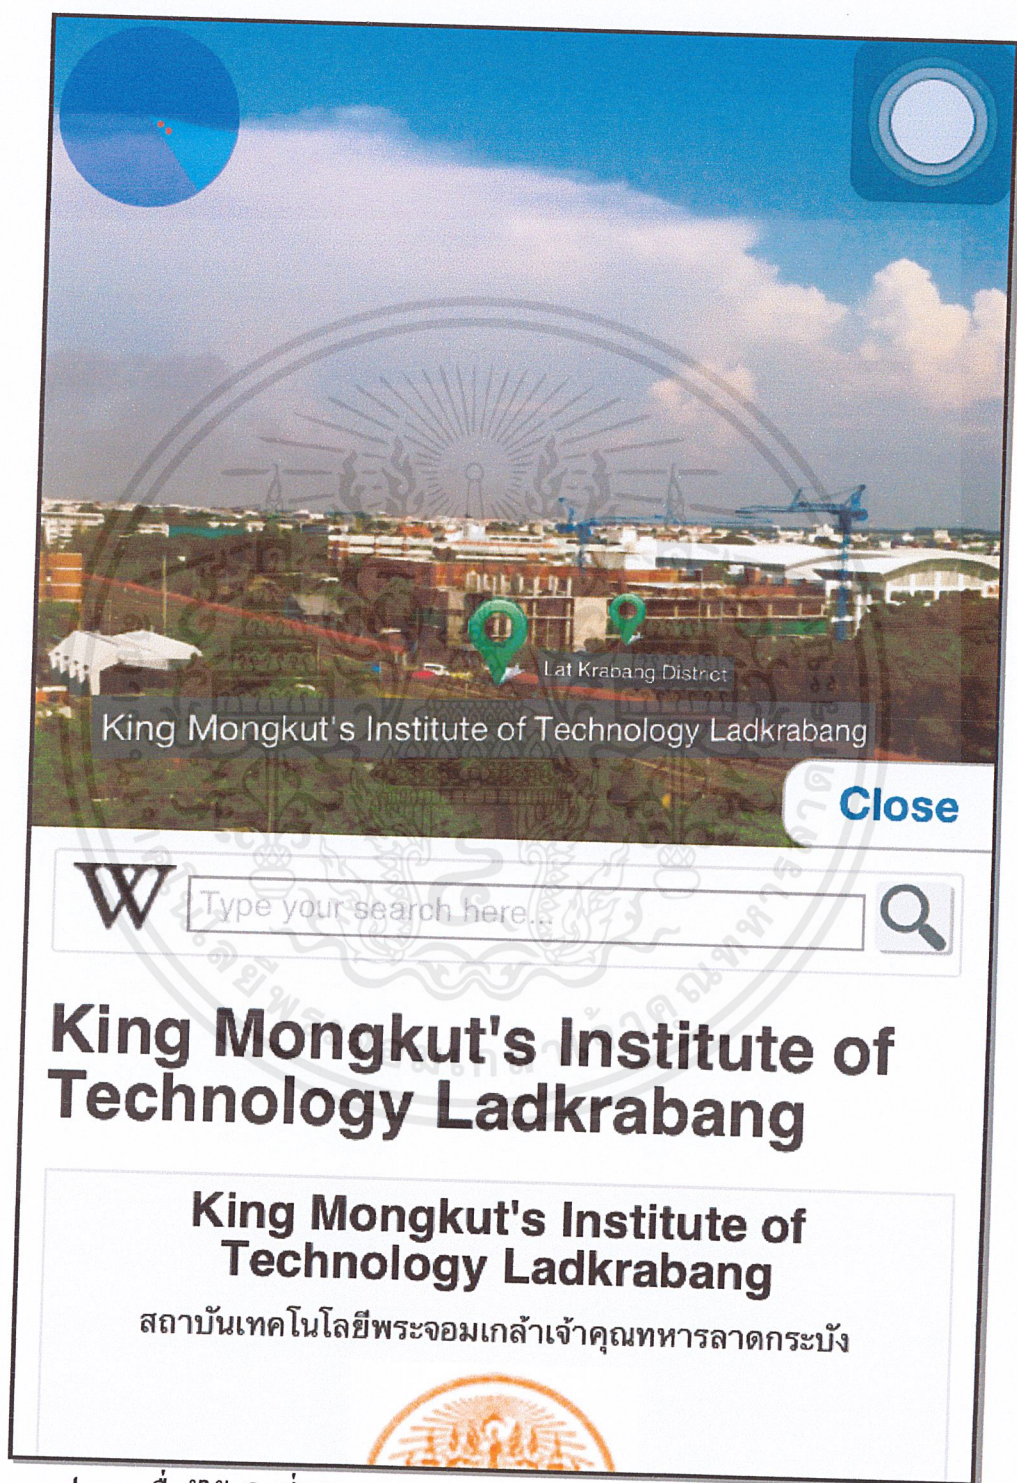 Lat Krabang District
King Mongkut's Institute of Technology Ladkrabang
Close
W
Type your search here...
King Mongkut's Institute of
Technology Ladkrabang
King Mongkut's Institute of
Technology Ladkrabang
สถาบันเทคโนโลยีพระจอมเกล้าเจ้าคุณทหารลาดกระบัง